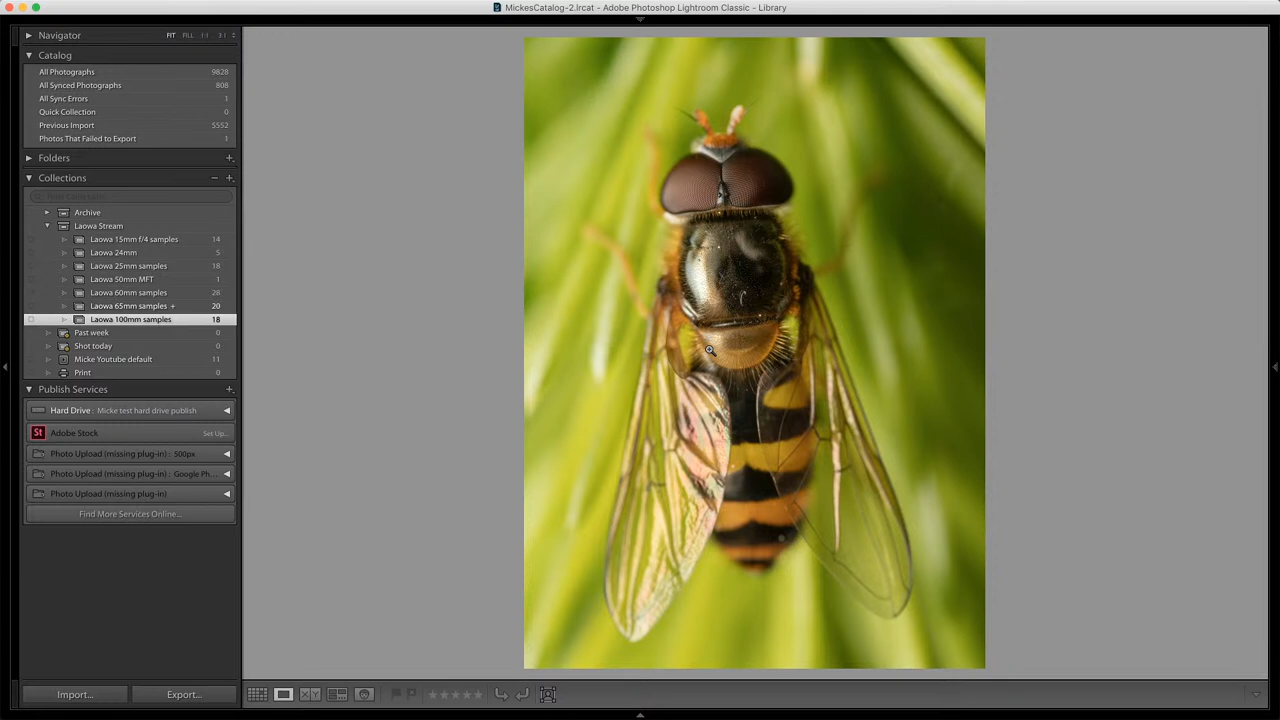 MickesCatalog-2.lrcat - Adobe Photoshop Lightroom Classic - Library
Navigator FIT FILL 1:1 3:1
Catalog
All Photographs 9828
All Synced Photographs 808
All Sync Errors 1
Quick Collection 0
Previous Import 5552
Photos That Failed to Export 1
Folders
Collections
Archive
Laowa Stream
Laowa 15mm f/4 samples 14
Laowa 24mm 5
Laowa 25mm samples 18
Laowa 50mm MFT 1
Laowa 60mm samples 28
Laowa 65mm samples + 20
Laowa 100mm samples 18
Past week 0
Shot today 0
Micke Youtube default 11
Print 0
Publish Services
Hard Drive : Micke test hard drive publish
St Adobe Stock Set Up...
Photo Upload (missing plug-in) : 500px
Photo Upload (missing plug-in) : Google Ph...
Photo Upload (missing plug-in)
Find More Services Online...
Import... Export...
X Y